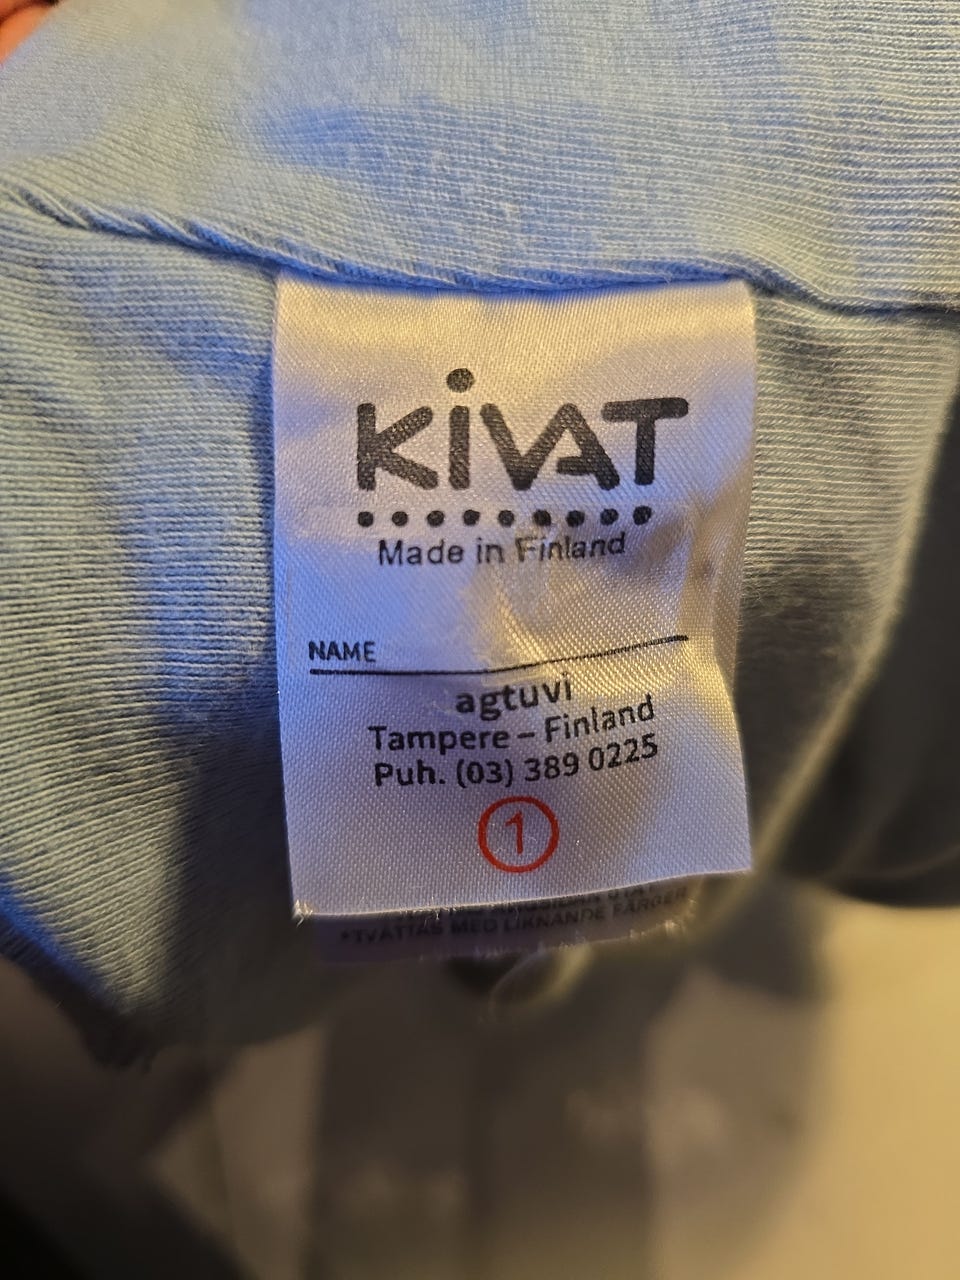 KiVAT
Made in Finland
NAME
agtuvi
Tampere – Finland
Puh. (03) 389 0225
1
*TVÄTTAS MED LIKNANDE FÄRGER